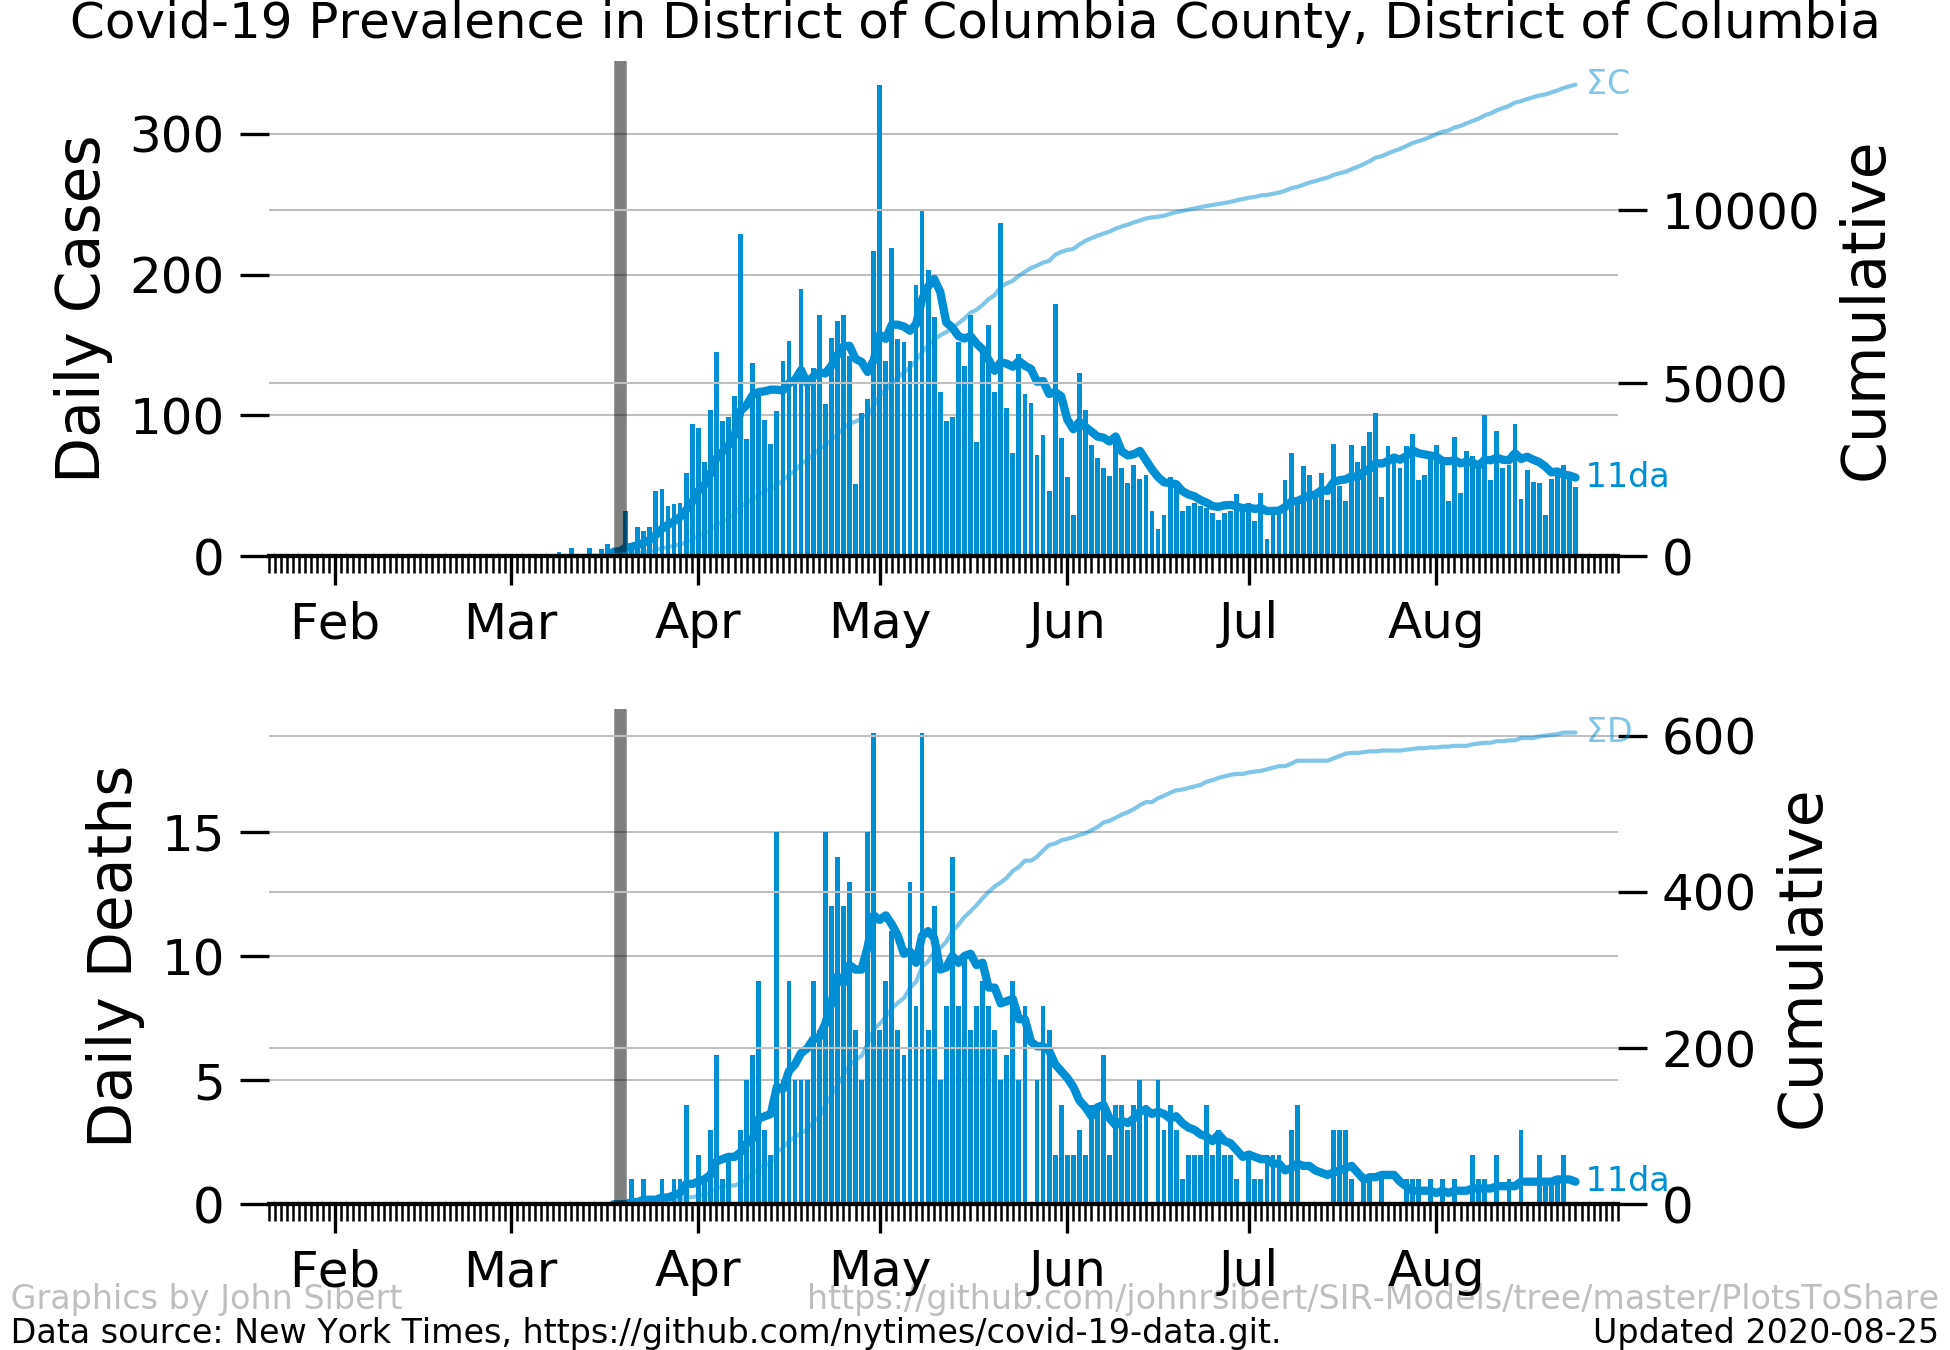 Covid-19 Prevalence in District of Columbia County, District of Columbia
ΣC
300
200
100
0
Daily Cases
10000
5000
0
Cumulative
11da
Feb Mar Apr May Jun Jul Aug
ΣD
15
10
5
0
Daily Deaths
600
400
200
0
Cumulative
11da
Feb Mar Apr May Jun Jul Aug
Graphics by John Sibert https://github.com/johnrsibert/SIR-Models/tree/master/PlotsToShare
Data source: New York Times, https://github.com/nytimes/covid-19-data.git. Updated 2020-08-25